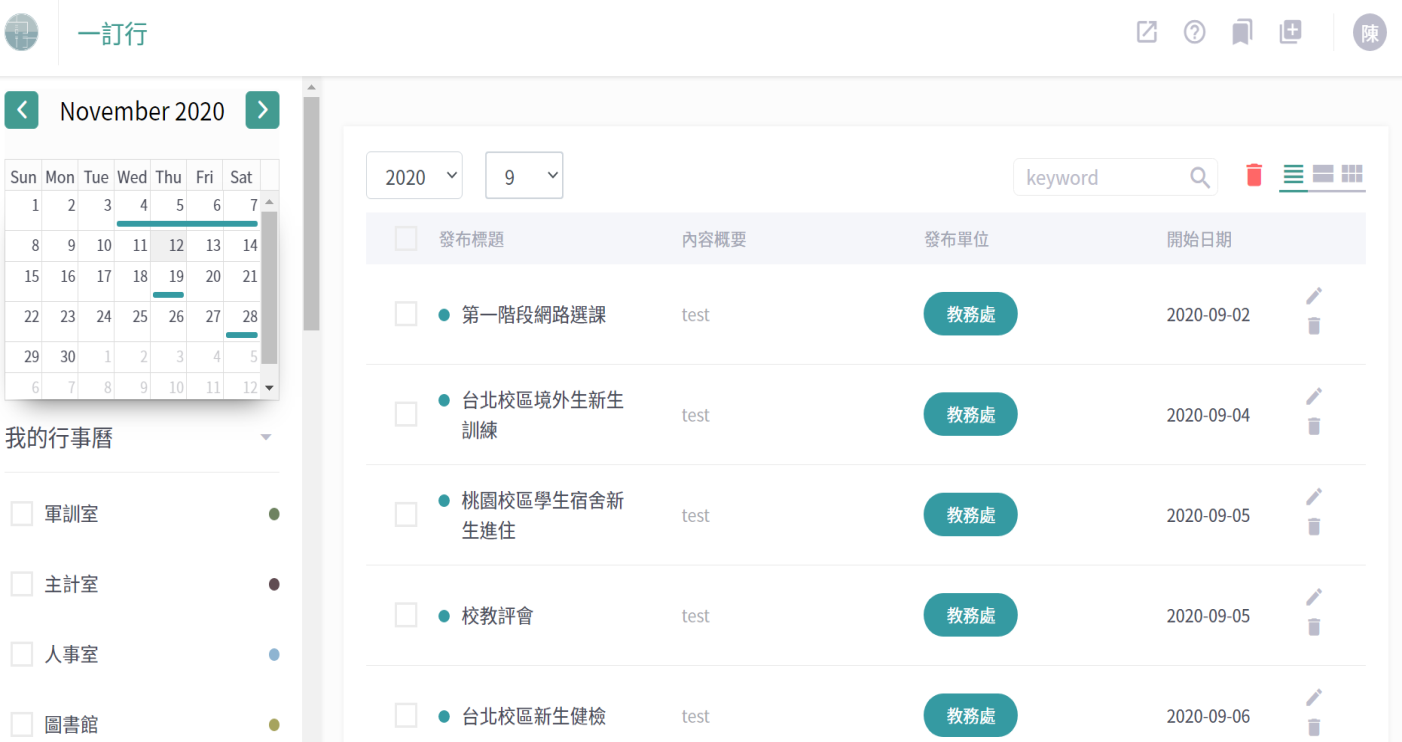 一訂行
陳
November 2020
Sun Mon Tue Wed Thu Fri Sat
1 2 3 4 5 6 7
8 9 10 11 12 13 14
15 16 17 18 19 20 21
22 23 24 25 26 27 28
29 30 1 2 3 4 5
6 7 8 9 10 11 12
我的行事曆
軍訓室
主計室
人事室
圖書館
2020 9 keyword
發布標題 內容概要 發布單位 開始日期
第一階段網路選課 test 教務處 2020-09-02
台北校區境外生新生
訓練
test 教務處 2020-09-04
桃園校區學生宿舍新
生進住
test 教務處 2020-09-05
校教評會 test 教務處 2020-09-05
台北校區新生健檢 test 教務處 2020-09-06